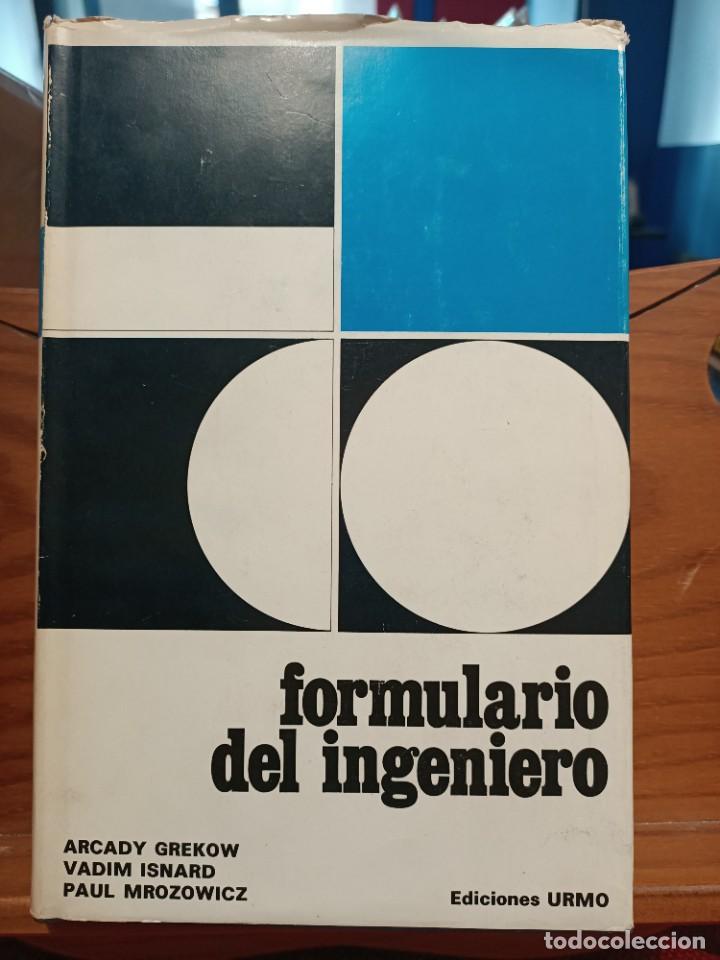 formulario
del ingeniero
ARCADY GREKOW
VADIM ISNARD
PAUL MROZOWICZ
Ediciones URMO
todocoleccion